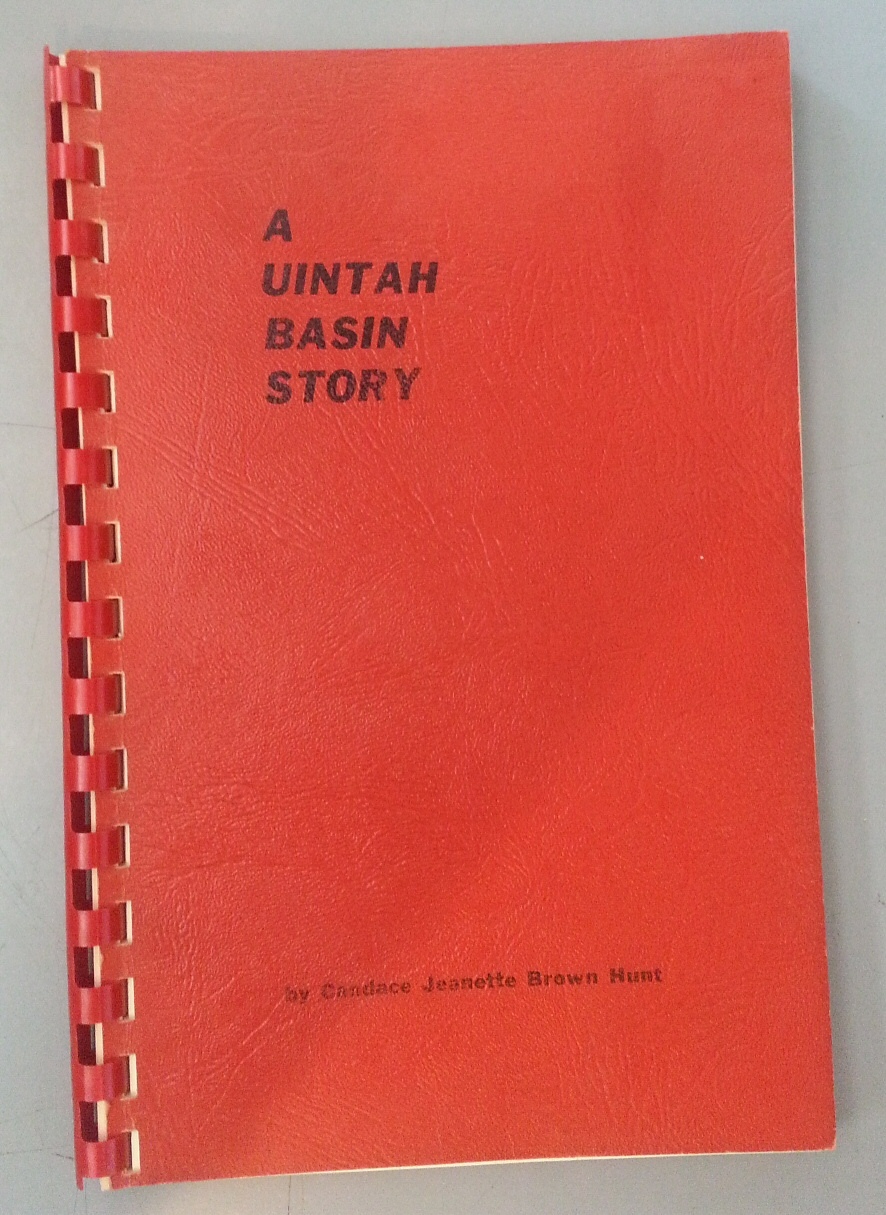 A
UINTAH
BASIN
STORY
by Candace Jeanette Brown Hunt